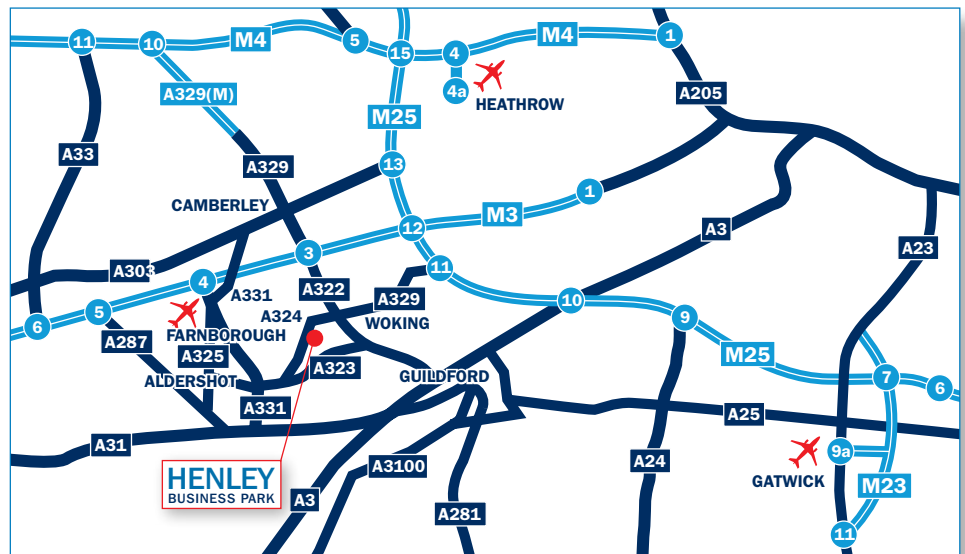 11
10
M4
5
15
4
M4
1
4a
HEATHROW
A329(M)
A205
M25
A33
A329
13
CAMBERLEY
1
M3
12
A3
3
A23
A303
4
11
A331
A322
A329
10
A324
WOKING
5
6
FARNBOROUGH
9
A287
A325
M25
ALDERSHOT
A323
GUILDFORD
7
6
A331
A25
A31
9a
A3100
A24
HENLEY
BUSINESS PARK
GATWICK
M23
A3
A281
11